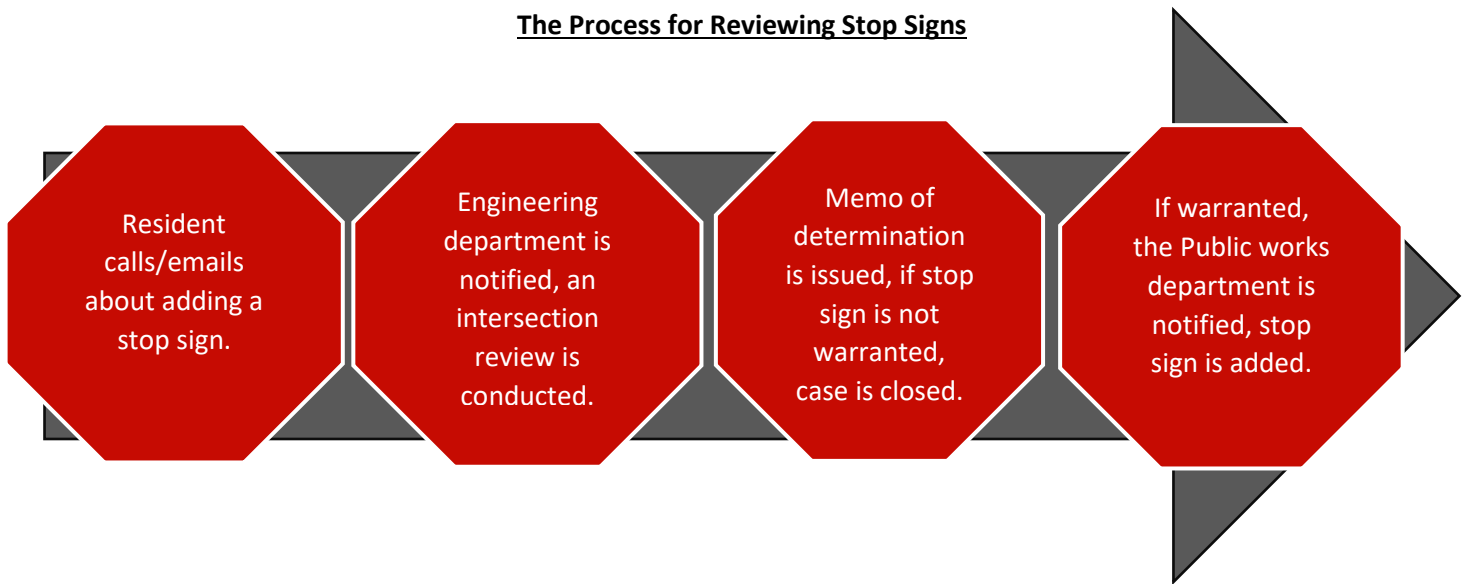 The Process for Reviewing Stop Signs
Resident
calls/emails
about adding a
stop sign.
Engineering
department is
notified, an
intersection
review is
conducted.
Memo of
determination
is issued, if stop
sign is not
warranted,
case is closed.
If warranted,
the Public works
department is
notified, stop
sign is added.